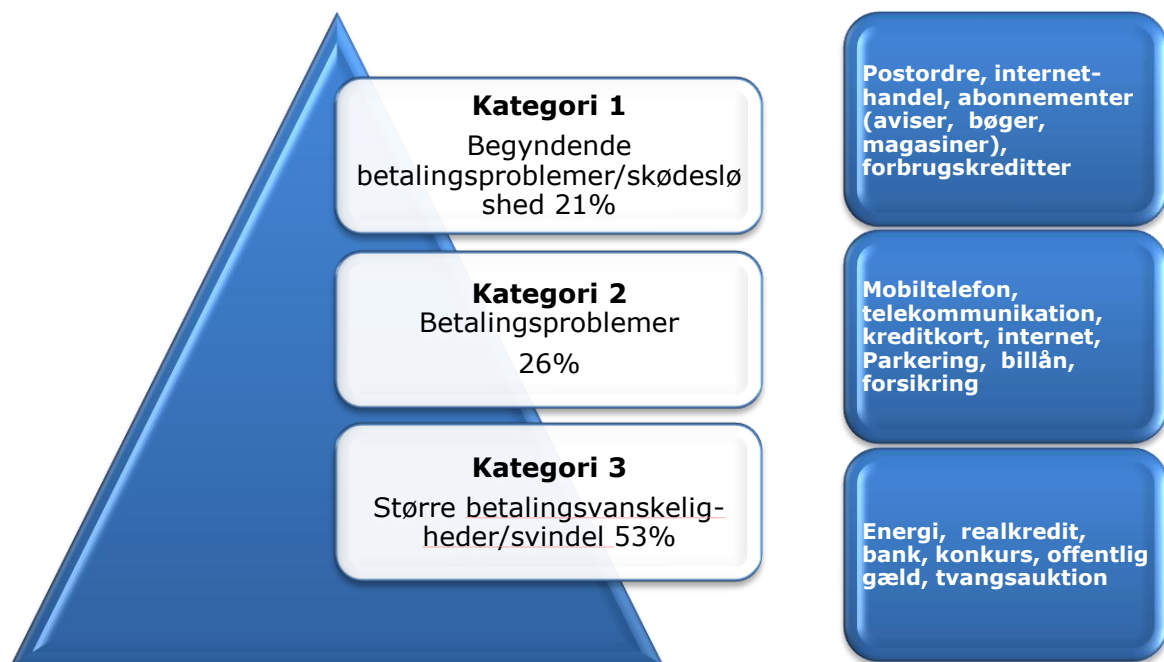 Kategori 1
Begyndende
betalingsproblemer/skødeslø
shed 21%
Postordre, internet-
handel, abonnementer
(aviser, bøger,
magasiner),
forbrugskreditter
Kategori 2
Betalingsproblemer
26%
Mobiltelefon,
telekommunikation,
kreditkort, internet,
Parkering, billån,
forsikring
Kategori 3
Større betalingsvanskelig-
heder/svindel 53%
Energi, realkredit,
bank, konkurs, offentlig
gæld, tvangsauktion